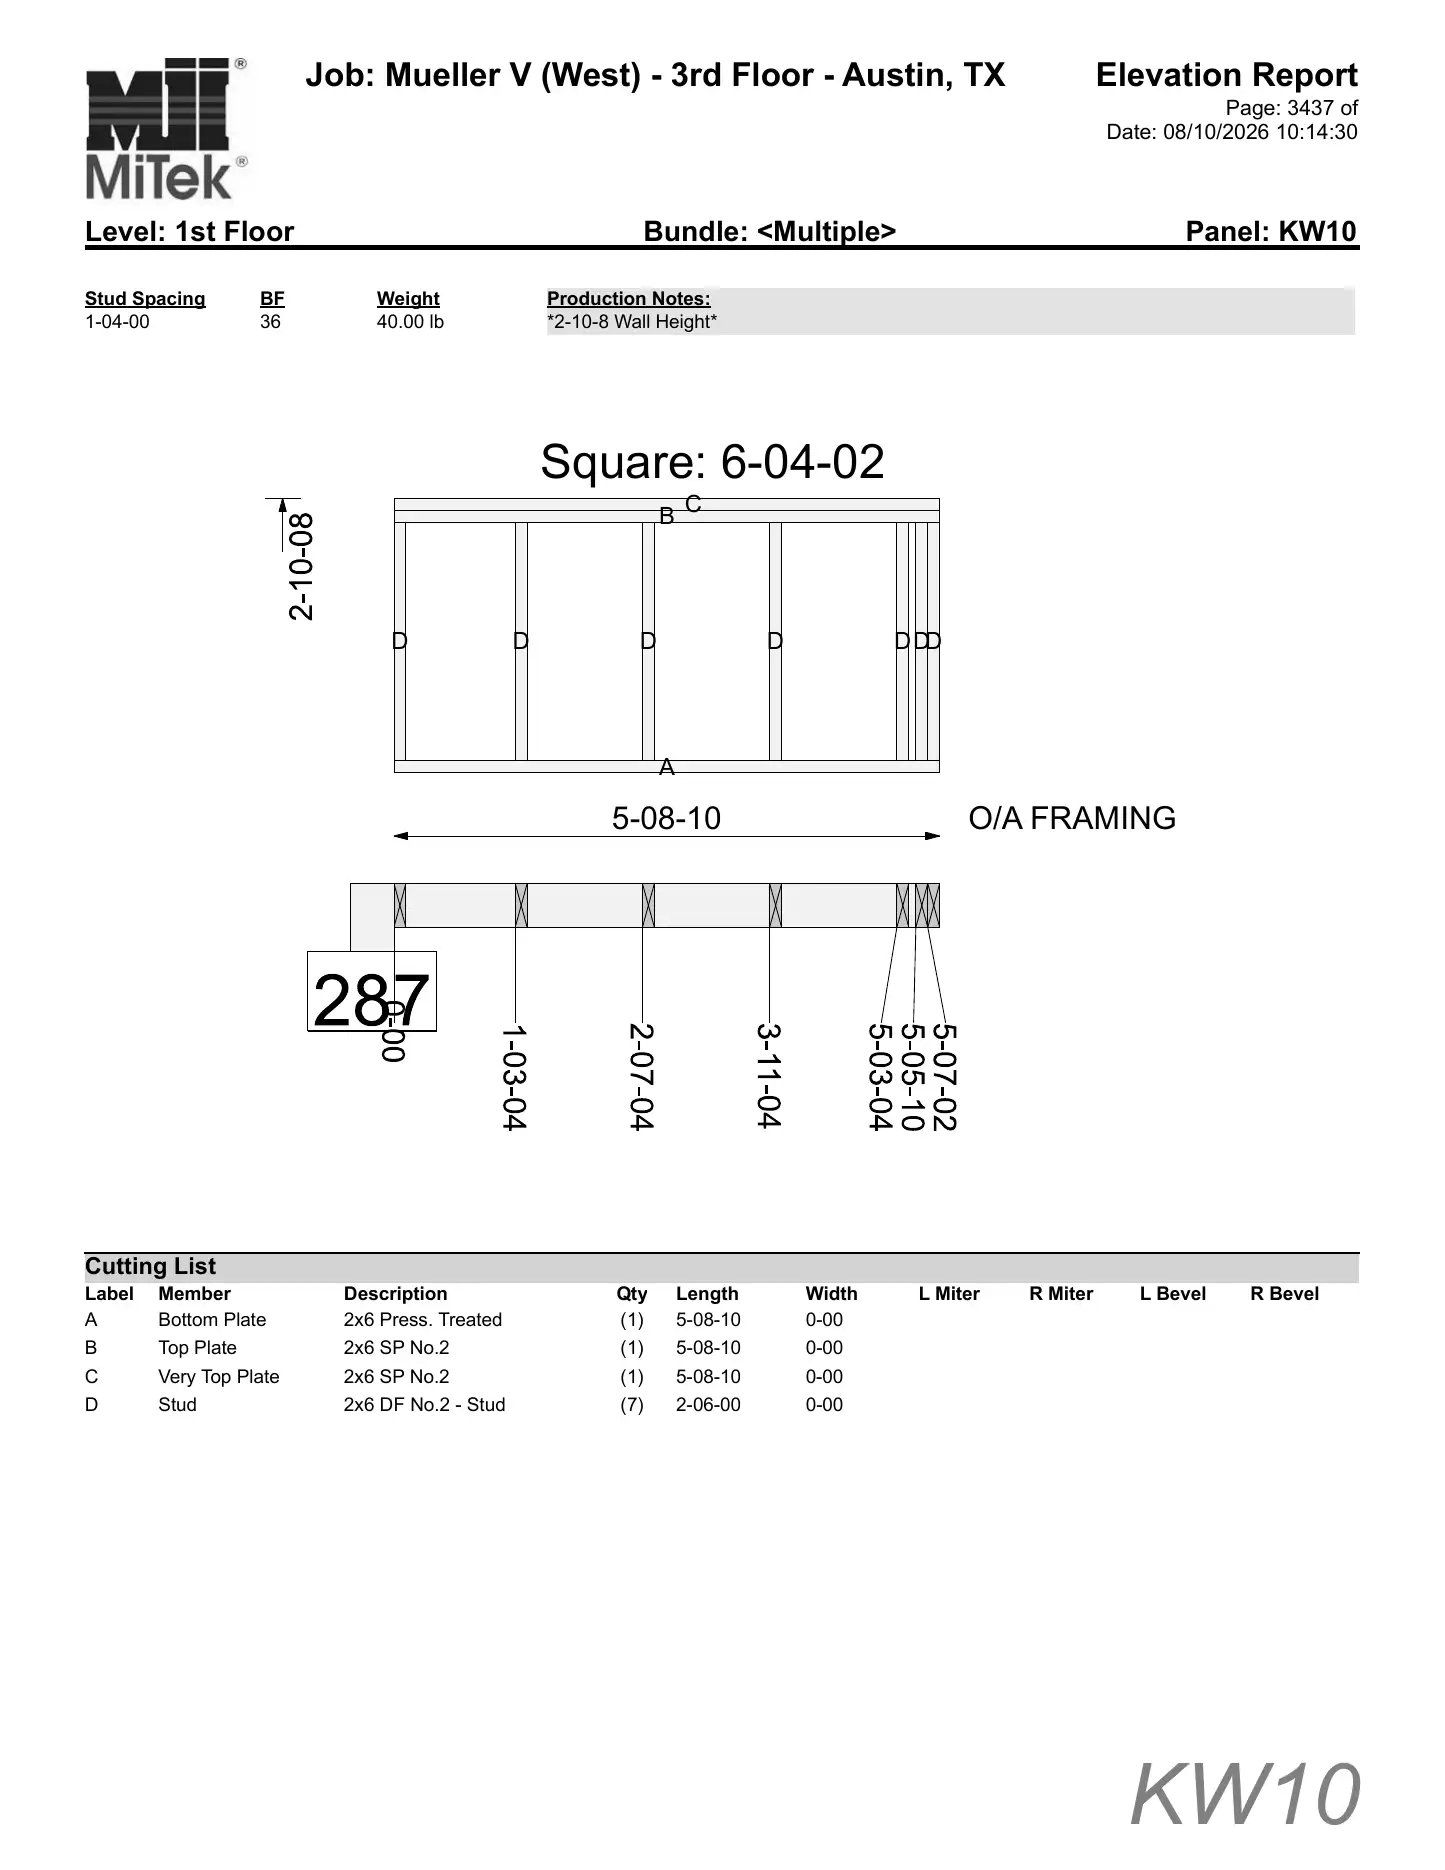 Job: Mueller V (West) - 3rd Floor - Austin, TX
Elevation Report
Page: 3437 of
Date: 08/10/2026 10:14:30
MiTek®
Level: 1st Floor Bundle: <Multiple> Panel: KW10
Stud Spacing BF Weight Production Notes:
1-04-00 36 40.00 lb *2-10-8 Wall Height*
Square: 6-04-02
2-10-08
C
B
D D D D D D D
A
5-08-10 O/A FRAMING
287
0-00
1-03-04
2-07-04
3-11-04
5-03-04
5-05-10
5-07-02
Cutting List
Label Member Description Qty Length Width L Miter R Miter L Bevel R Bevel
A Bottom Plate 2x6 Press. Treated (1) 5-08-10 0-00
B Top Plate 2x6 SP No.2 (1) 5-08-10 0-00
C Very Top Plate 2x6 SP No.2 (1) 5-08-10 0-00
D Stud 2x6 DF No.2 - Stud (7) 2-06-00 0-00
KW10